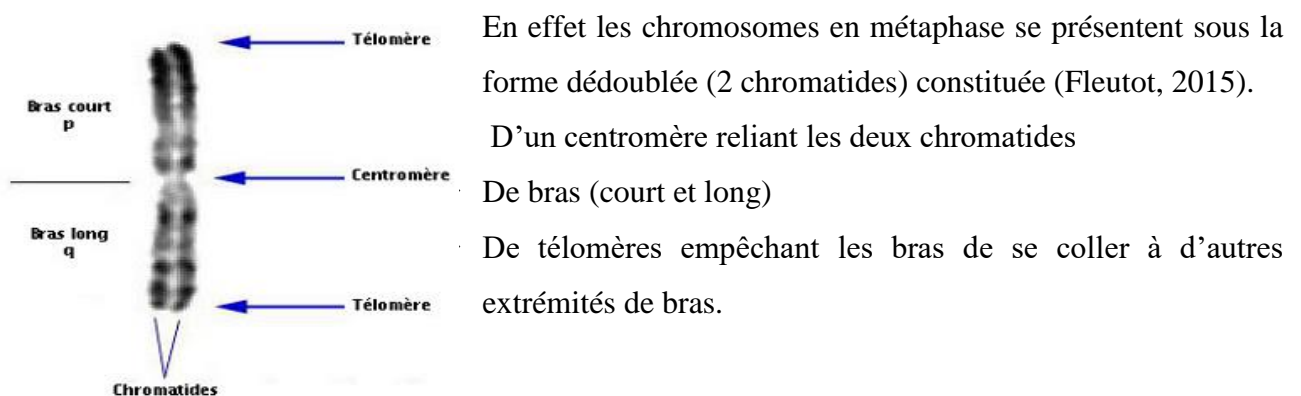 Télomère
Bras court
p
Centromère
Bras long
q
Télomère
Chromatides
En effet les chromosomes en métaphase se présentent sous la
forme dédoublée (2 chromatides) constituée (Fleutot, 2015).
D’un centromère reliant les deux chromatides
De bras (court et long)
De télomères empêchant les bras de se coller à d’autres
extrémités de bras.